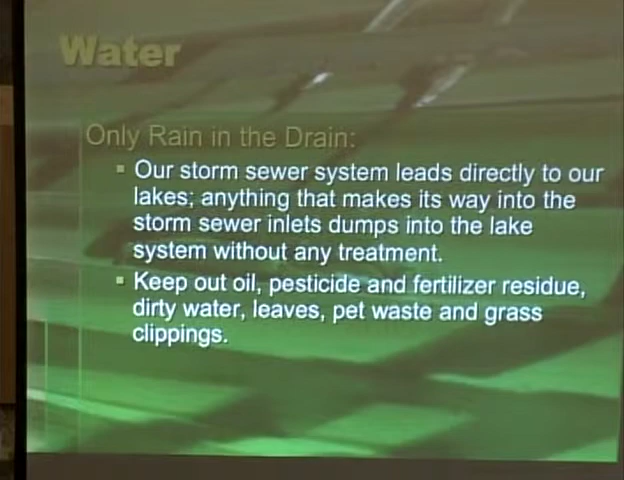 Water
Only Rain in the Drain:
Our storm sewer system leads directly to our
lakes; anything that makes its way into the
storm sewer inlets dumps into the lake
system without any treatment.
Keep out oil, pesticide and fertilizer residue,
dirty water, leaves, pet waste and grass
clippings.